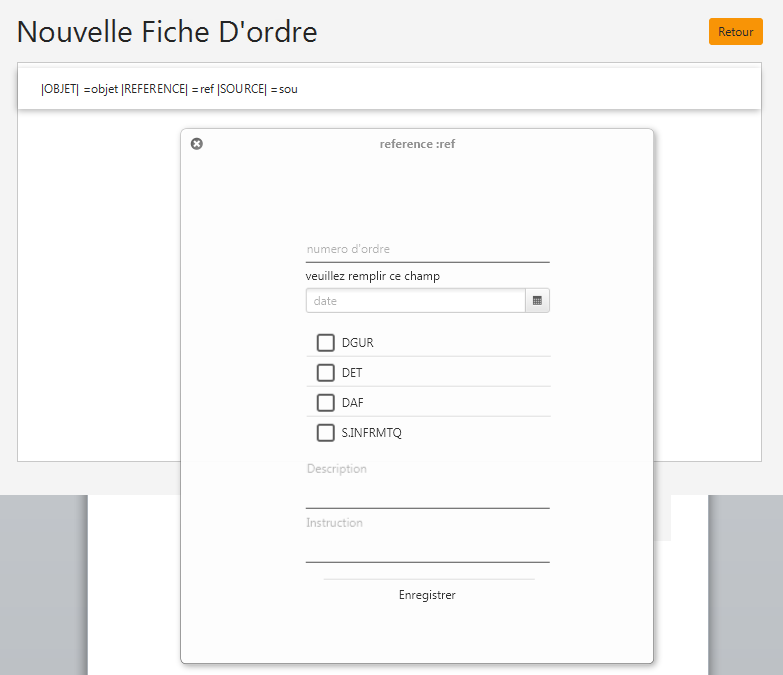 Nouvelle Fiche D'ordre
Retour
|OBJET| =objet |REFERENCE| =ref |SOURCE| =sou
reference :ref
numero d'ordre
veuillez remplir ce champ
date
DGUR
DET
DAF
S.INFRMTQ
Description
Instruction
Enregistrer